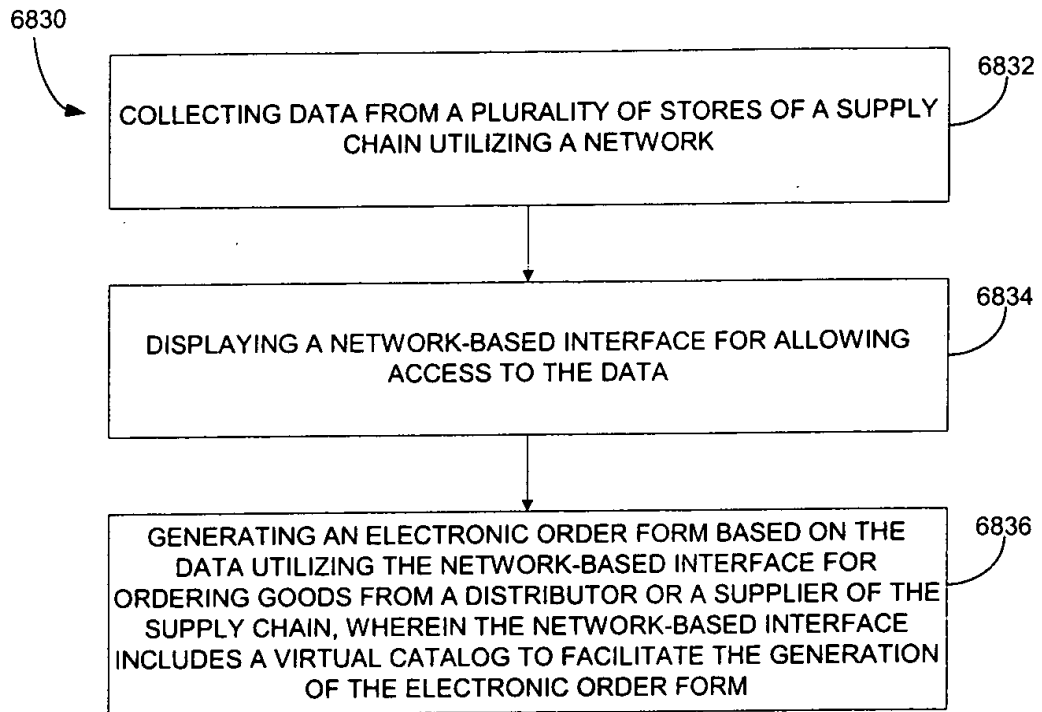 6830
6832
COLLECTING DATA FROM A PLURALITY OF STORES OF A SUPPLY
CHAIN UTILIZING A NETWORK
6834
DISPLAYING A NETWORK-BASED INTERFACE FOR ALLOWING
ACCESS TO THE DATA
6836
GENERATING AN ELECTRONIC ORDER FORM BASED ON THE
DATA UTILIZING THE NETWORK-BASED INTERFACE FOR
ORDERING GOODS FROM A DISTRIBUTOR OR A SUPPLIER OF THE
SUPPLY CHAIN, WHEREIN THE NETWORK-BASED INTERFACE
INCLUDES A VIRTUAL CATALOG TO FACILITATE THE GENERATION
OF THE ELECTRONIC ORDER FORM